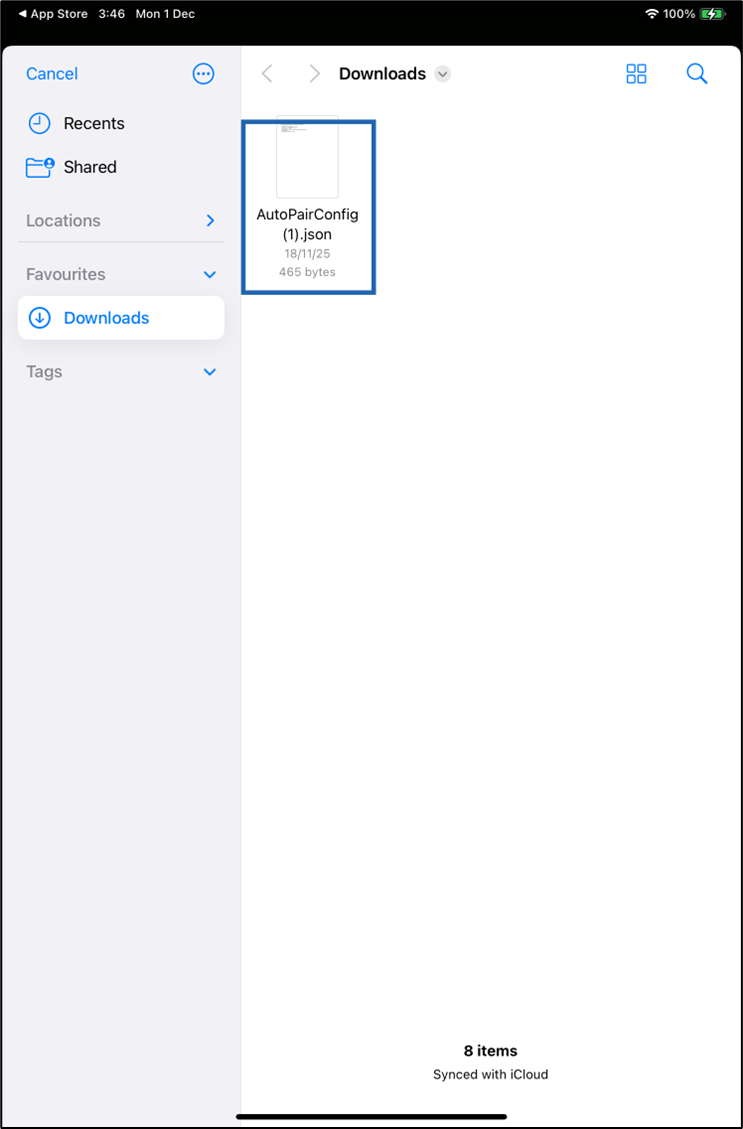 ◀ App Store 3:46 Mon 1 Dec 100%
Cancel
Recents
Shared
Locations
Favourites
Downloads
Tags
Downloads
AutoPairConfig
(1).json
18/11/25
465 bytes
8 items
Synced with iCloud